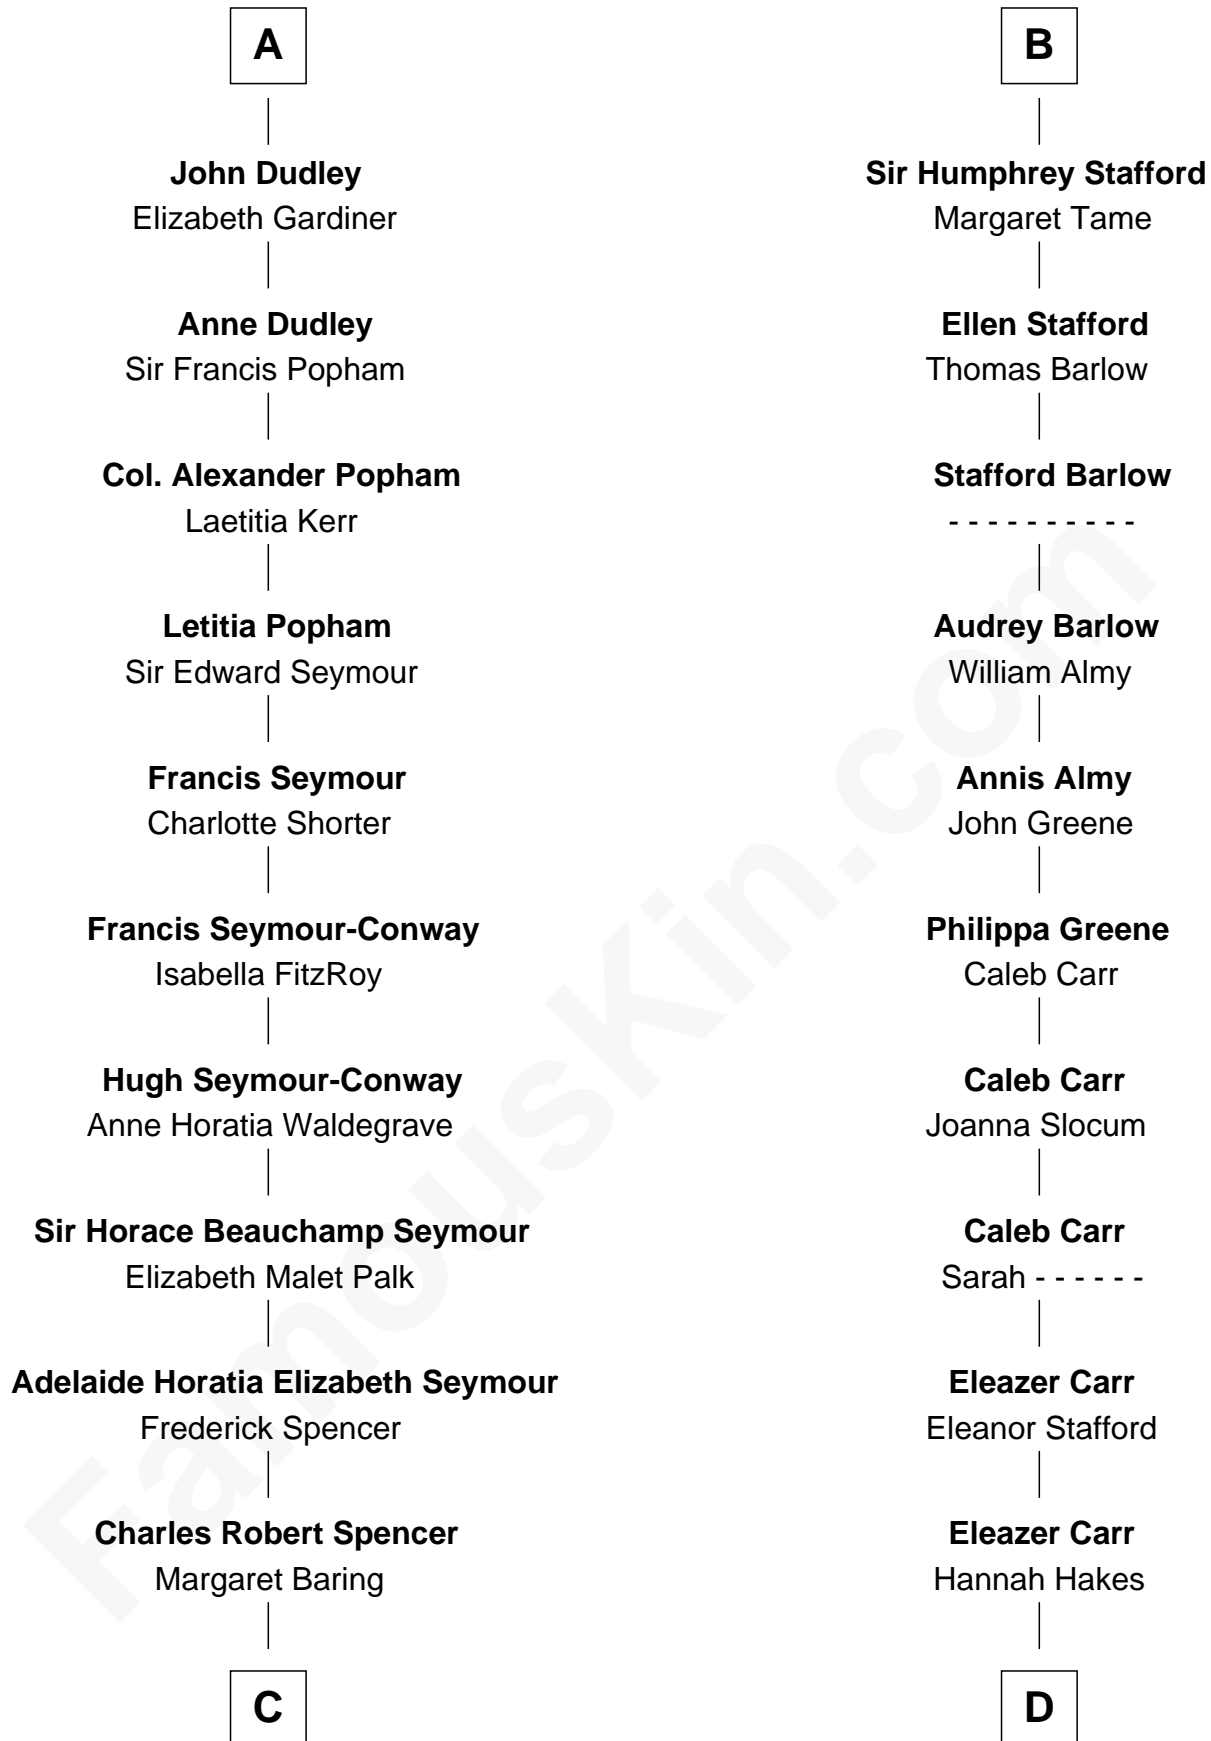 A
John Dudley
Elizabeth Gardiner
Anne Dudley
Sir Francis Popham
Col. Alexander Popham
Laetitia Kerr
Letitia Popham
Sir Edward Seymour
Francis Seymour
Charlotte Shorter
Francis Seymour-Conway
Isabella FitzRoy
Hugh Seymour-Conway
Anne Horatia Waldegrave
Sir Horace Beauchamp Seymour
Elizabeth Malet Palk
Adelaide Horatia Elizabeth Seymour
Frederick Spencer
Charles Robert Spencer
Margaret Baring
C
B
Sir Humphrey Stafford
Margaret Tame
Ellen Stafford
Thomas Barlow
Stafford Barlow
- - - - - - - - - -
Audrey Barlow
William Almy
Annis Almy
John Greene
Philippa Greene
Caleb Carr
Caleb Carr
Joanna Slocum
Caleb Carr
Sarah - - - - - -
Eleazer Carr
Eleanor Stafford
Eleazer Carr
Hannah Hakes
D
FamousKin.com